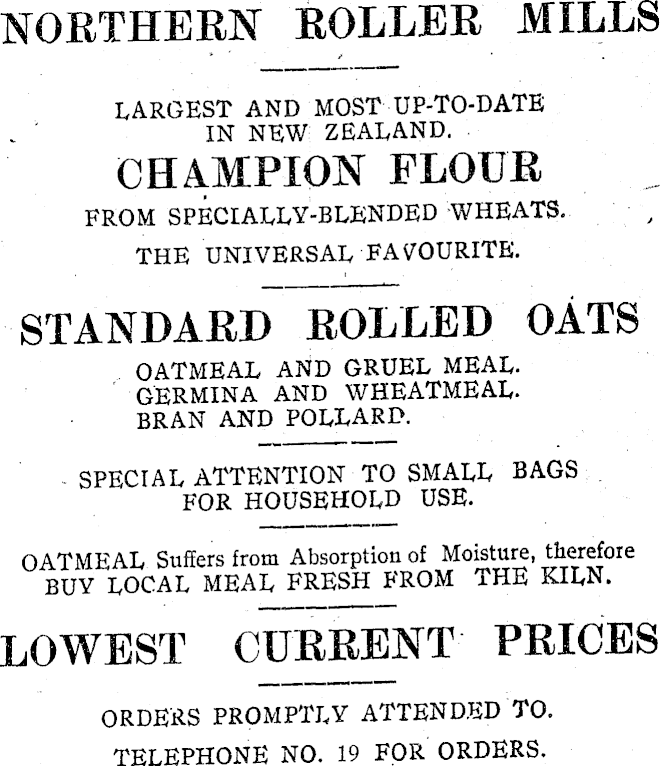 NORTHERN ROLLER MILLS
LARGEST AND MOST UP-TO-DATE
IN NEW ZEALAND.
CHAMPION FLOUR
FROM SPECIALLY-BLENDED WHEATS.
THE UNIVERSAL FAVOURITE.
STANDARD ROLLED OATS
OATMEAL AND GRUEL MEAL.
GERMINA AND WHEATMEAL.
BRAN AND POLLARD.
SPECIAL ATTENTION TO SMALL BAGS
FOR HOUSEHOLD USE.
OATMEAL Suffers from Absorption of Moisture, therefore
BUY LOCAL MEAL FRESH FROM THE KILN.
LOWEST CURRENT PRICES
ORDERS PROMPTLY ATTENDED TO.
TELEPHONE NO. 19 FOR ORDERS.